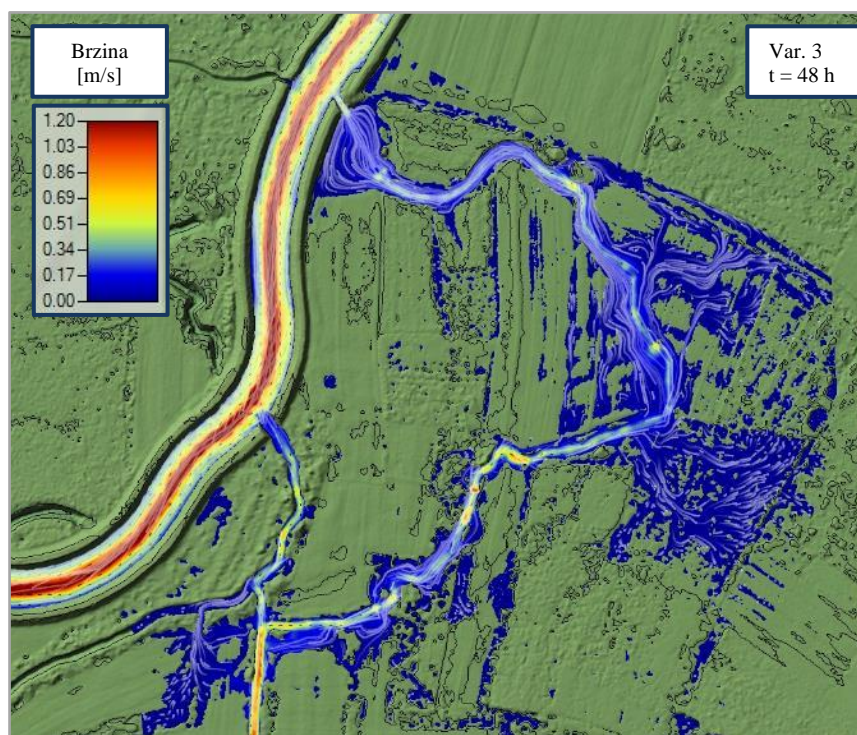 Brzina
[m/s]
Var. 3
t = 48 h
1.20
1.03
0.86
0.69
0.51
0.34
0.17
0.00